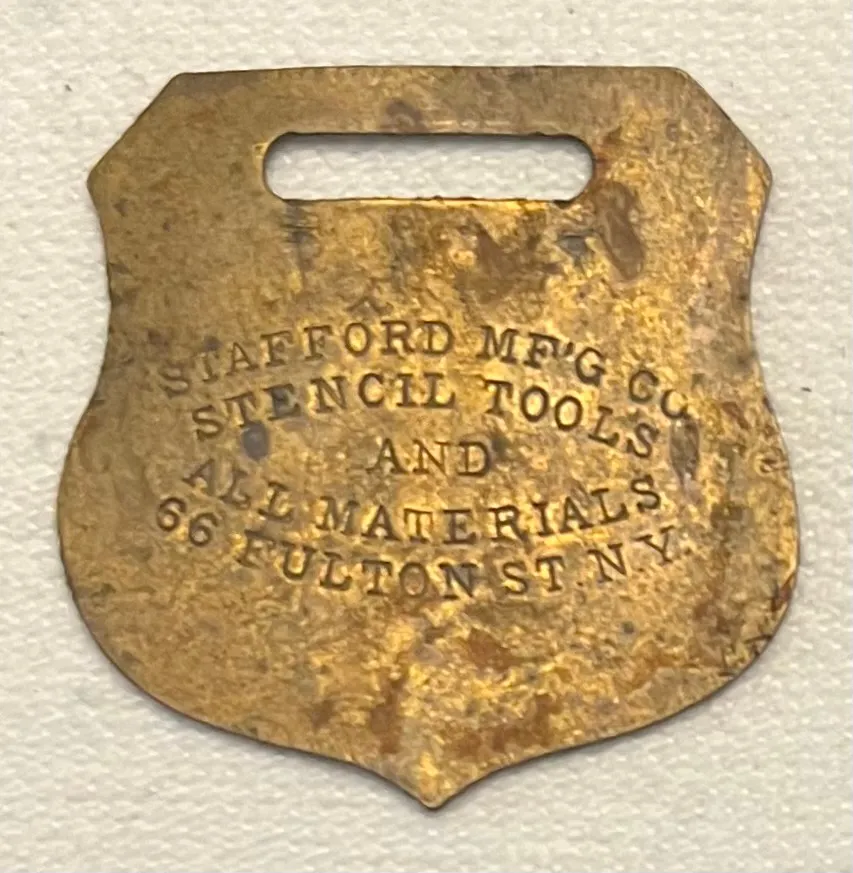 STAFFORD MF'G CO
STENCIL TOOLS
AND
ALL MATERIALS
66 FULTON ST. N.Y.